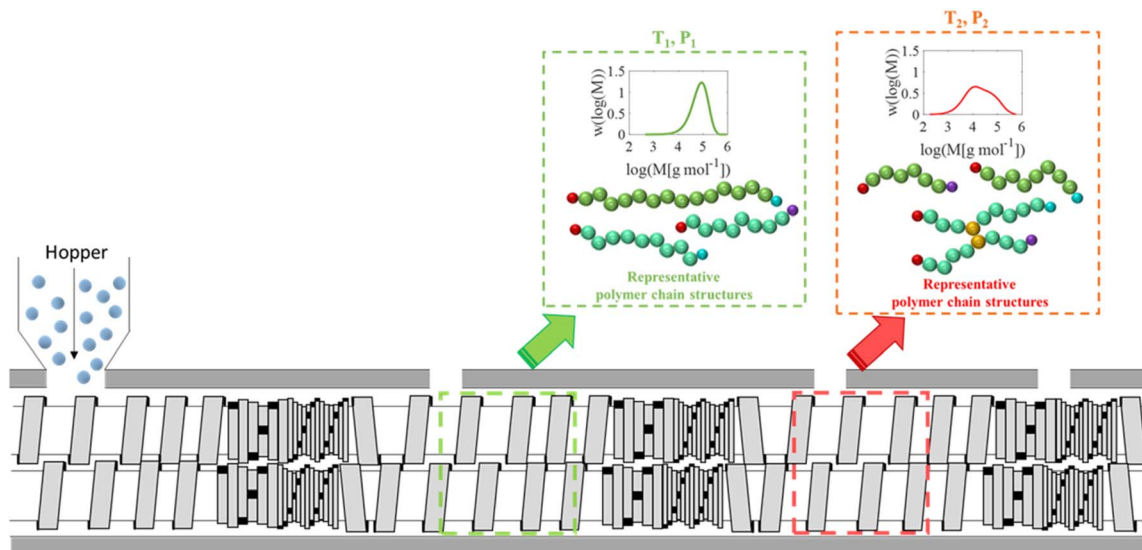 Hopper
T₁, P₁
w(log(M))
1.5
1
0.5
0
2 3 4 5 6
log(M[g mol⁻¹])
Representative
polymer chain structures
T₂, P₂
w(log(M))
1.5
1
0.5
0
2 3 4 5 6
log(M[g mol⁻¹])
Representative
polymer chain structures